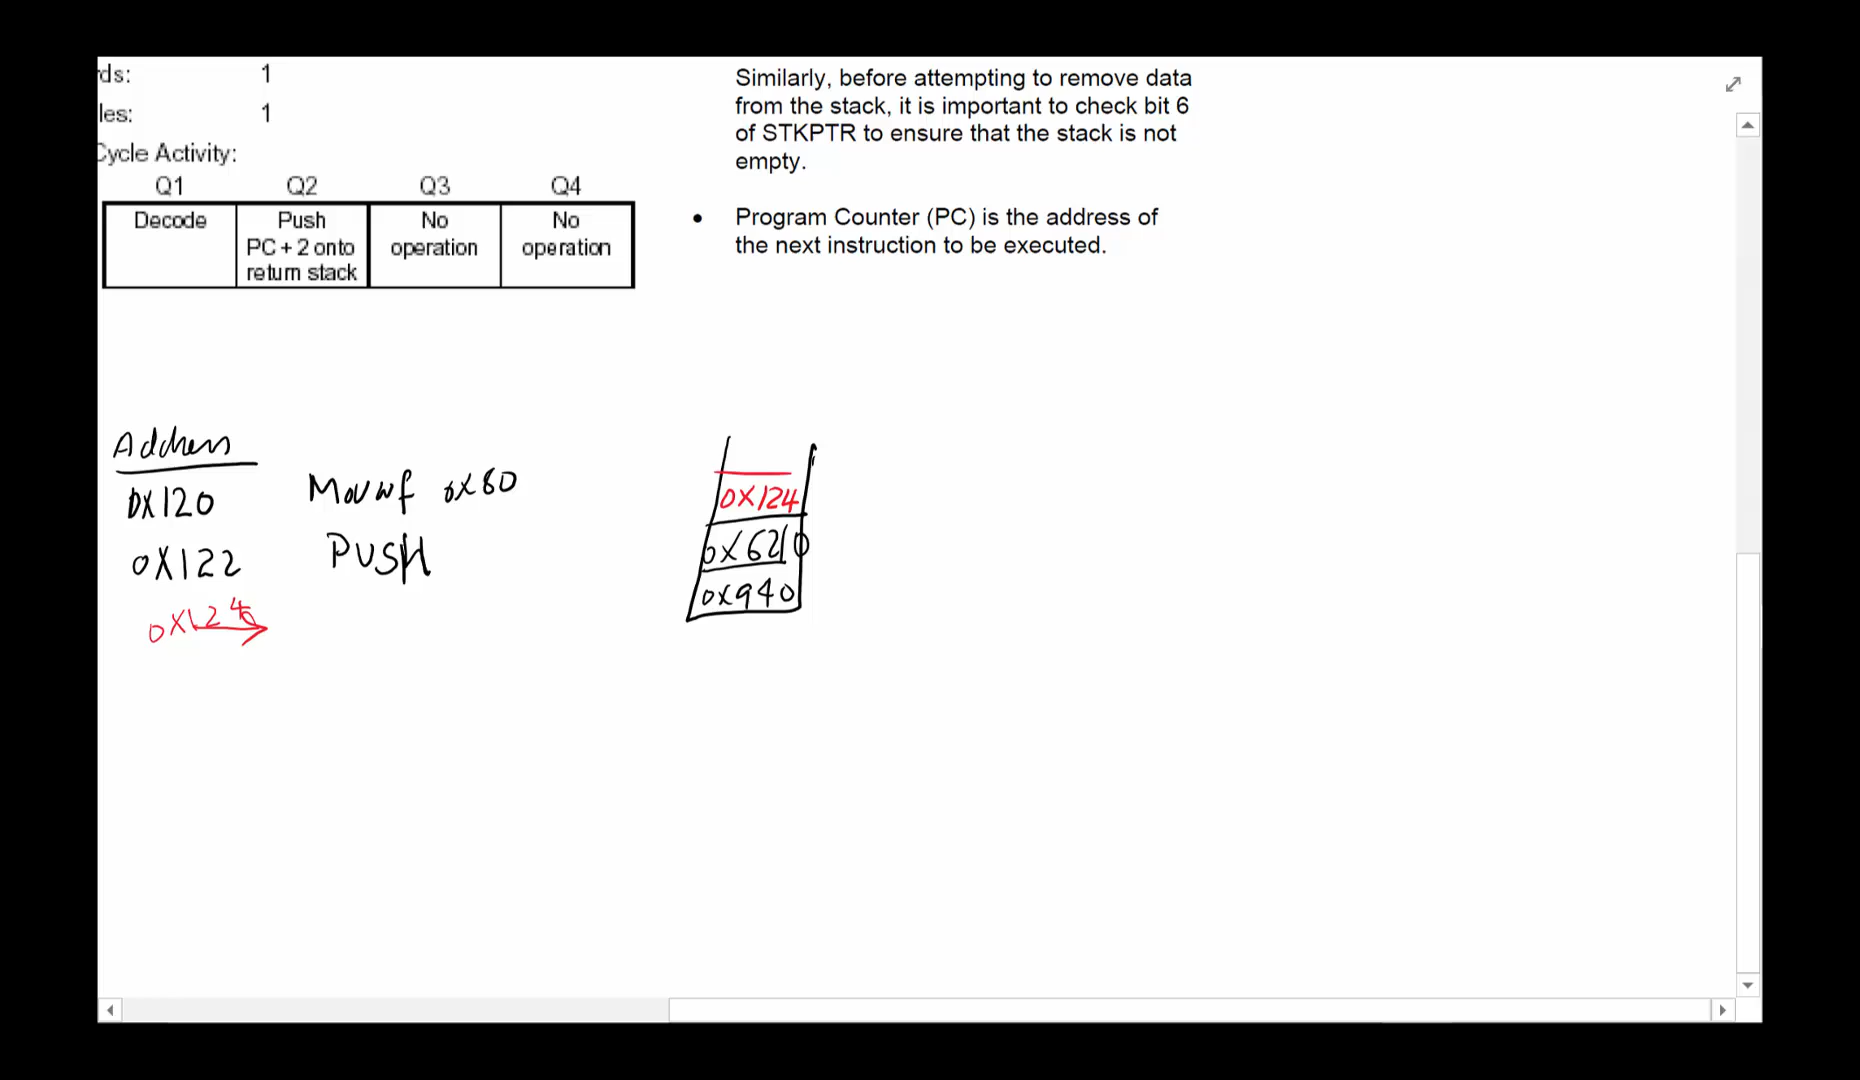 rds:
1
les:
1
Cycle Activity:
Q1
Q2
Q3
Q4
Decode
Push
PC + 2 onto
return stack
No
operation
No
operation
Similarly, before attempting to remove data
from the stack, it is important to check bit 6
of STKPTR to ensure that the stack is not
empty.
• Program Counter (PC) is the address of
the next instruction to be executed.
Address
0X120 Movwf 0X80
0X122 PUSH
0X124
0X124
0X620
0X940